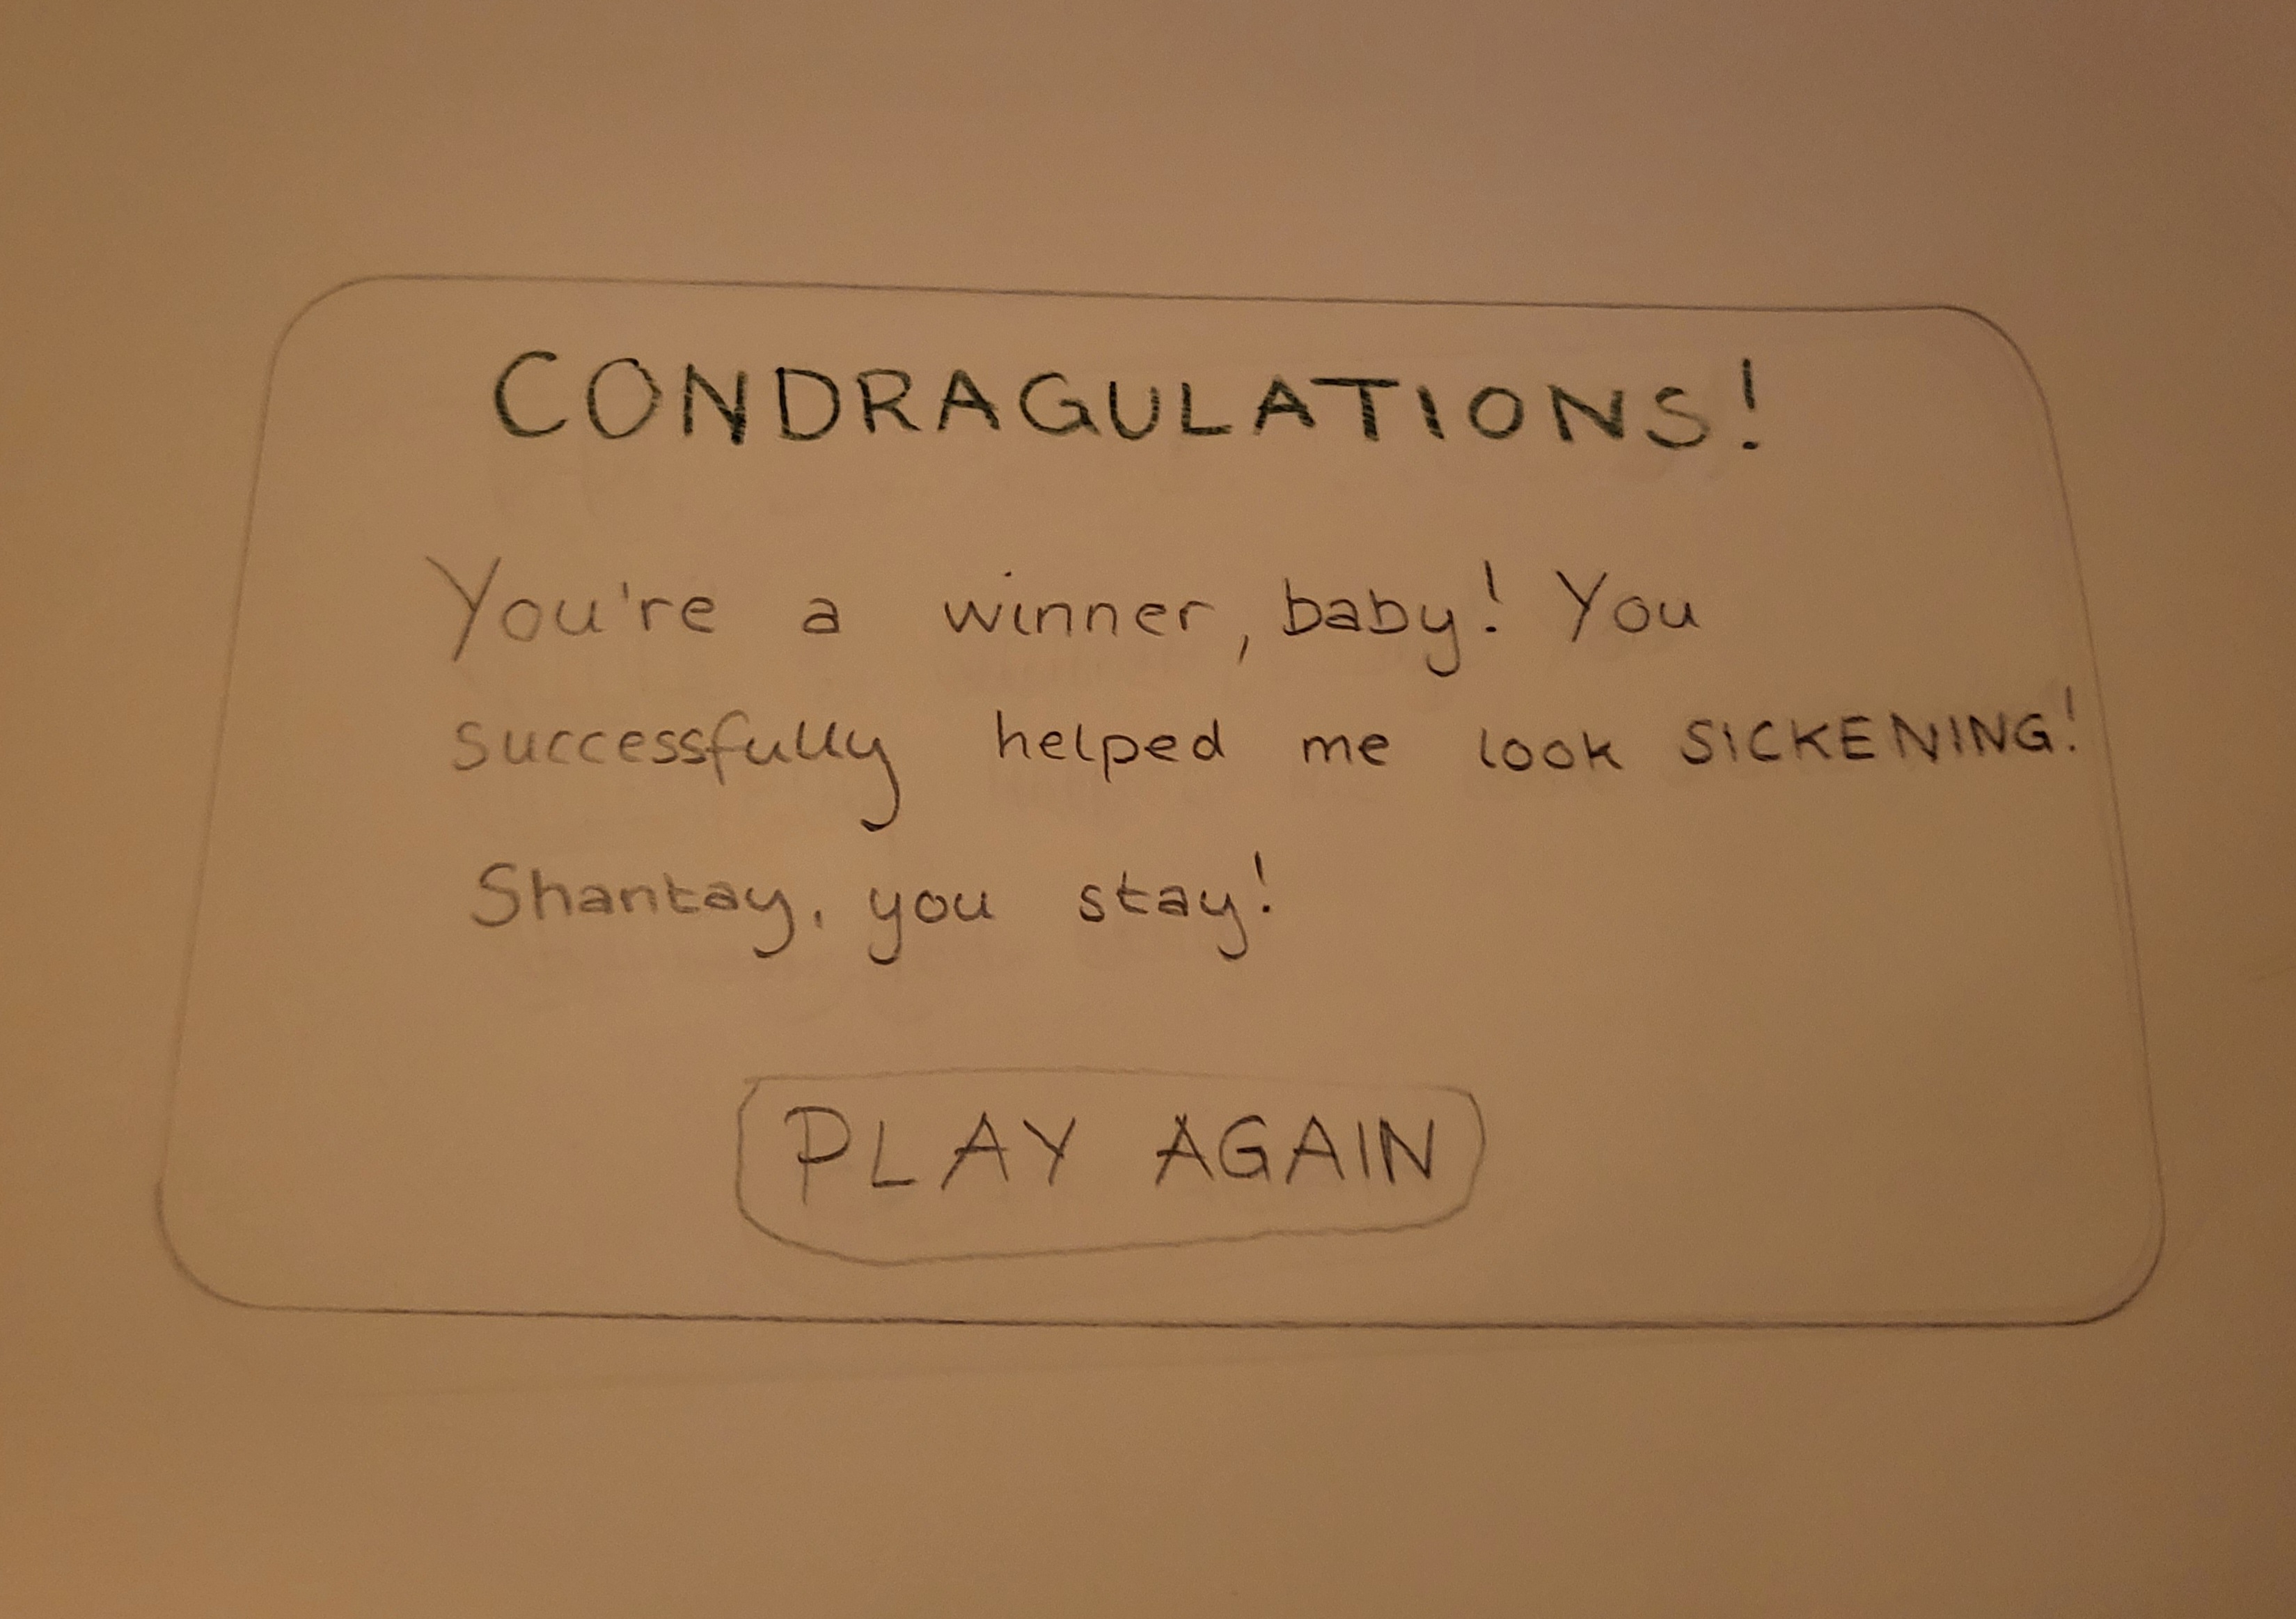 CONDRAGULATIONS!
You're a winner, baby! You
successfully helped me look SICKENING!
Shantay, you stay!
PLAY AGAIN